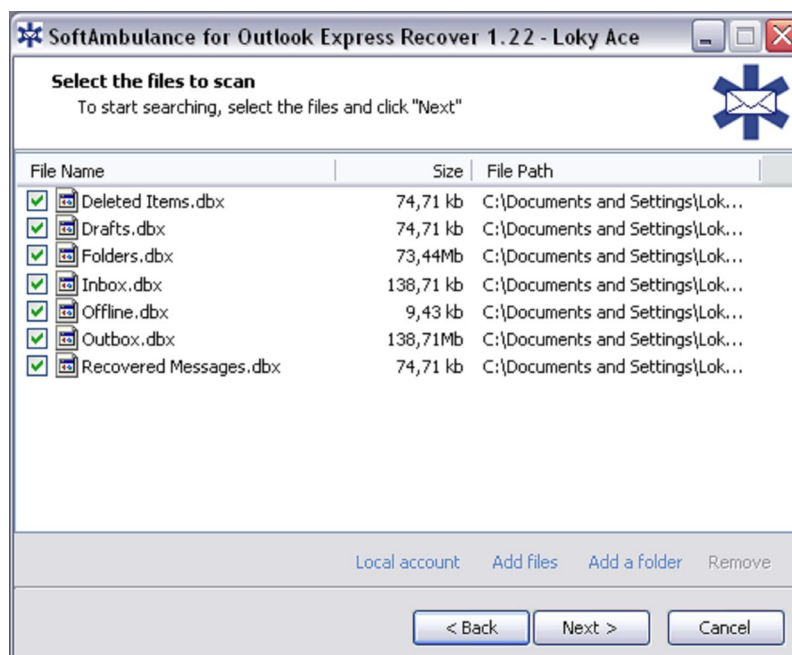 SoftAmbulance for Outlook Express Recover 1.22 - Loky Ace
Select the files to scan
To start searching, select the files and click "Next"
File Name Size File Path
Deleted Items.dbx 74,71 kb C:\Documents and Settings\Lok...
Drafts.dbx 74,71 kb C:\Documents and Settings\Lok...
Folders.dbx 73,44Mb C:\Documents and Settings\Lok...
Inbox.dbx 138,71 kb C:\Documents and Settings\Lok...
Offline.dbx 9,43 kb C:\Documents and Settings\Lok...
Outbox.dbx 138,71Mb C:\Documents and Settings\Lok...
Recovered Messages.dbx 74,71 kb C:\Documents and Settings\Lok...
Local account Add files Add a folder Remove
< Back Next > Cancel